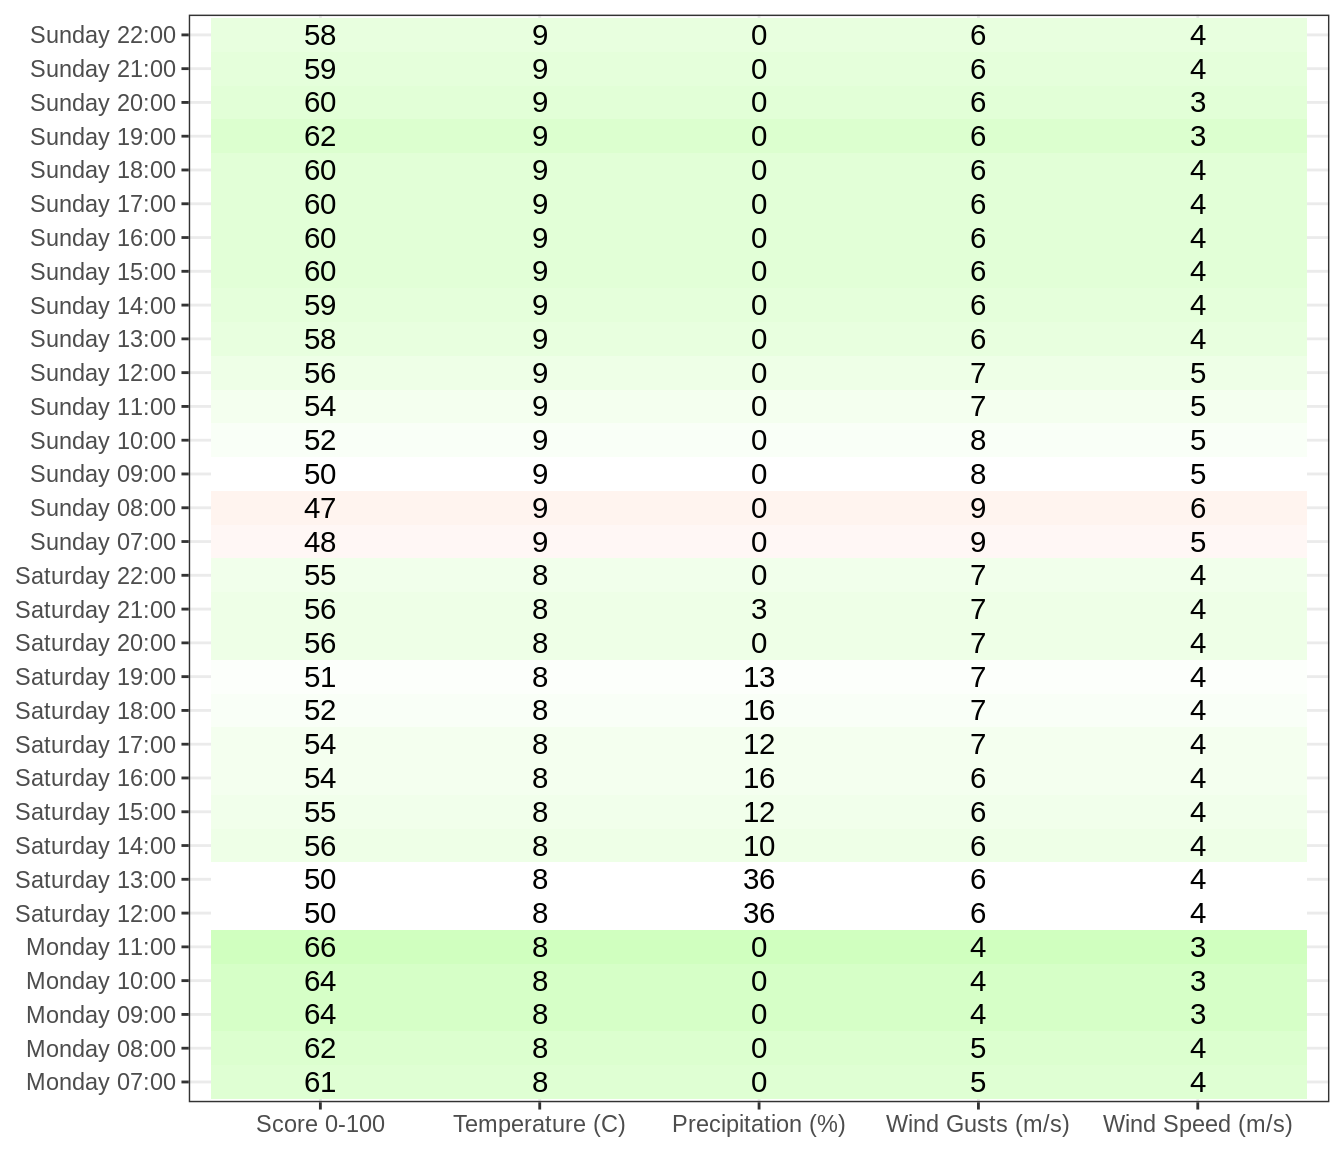 Sunday 22:00 58 9 0 6 4
Sunday 21:00 59 9 0 6 4
Sunday 20:00 60 9 0 6 3
Sunday 19:00 62 9 0 6 3
Sunday 18:00 60 9 0 6 4
Sunday 17:00 60 9 0 6 4
Sunday 16:00 60 9 0 6 4
Sunday 15:00 60 9 0 6 4
Sunday 14:00 59 9 0 6 4
Sunday 13:00 58 9 0 6 4
Sunday 12:00 56 9 0 7 5
Sunday 11:00 54 9 0 7 5
Sunday 10:00 52 9 0 8 5
Sunday 09:00 50 9 0 8 5
Sunday 08:00 47 9 0 9 6
Sunday 07:00 48 9 0 9 5
Saturday 22:00 55 8 0 7 4
Saturday 21:00 56 8 3 7 4
Saturday 20:00 56 8 0 7 4
Saturday 19:00 51 8 13 7 4
Saturday 18:00 52 8 16 7 4
Saturday 17:00 54 8 12 7 4
Saturday 16:00 54 8 16 6 4
Saturday 15:00 55 8 12 6 4
Saturday 14:00 56 8 10 6 4
Saturday 13:00 50 8 36 6 4
Saturday 12:00 50 8 36 6 4
Monday 11:00 66 8 0 4 3
Monday 10:00 64 8 0 4 3
Monday 09:00 64 8 0 4 3
Monday 08:00 62 8 0 5 4
Monday 07:00 61 8 0 5 4
Score 0-100 Temperature (C) Precipitation (%) Wind Gusts (m/s) Wind Speed (m/s)